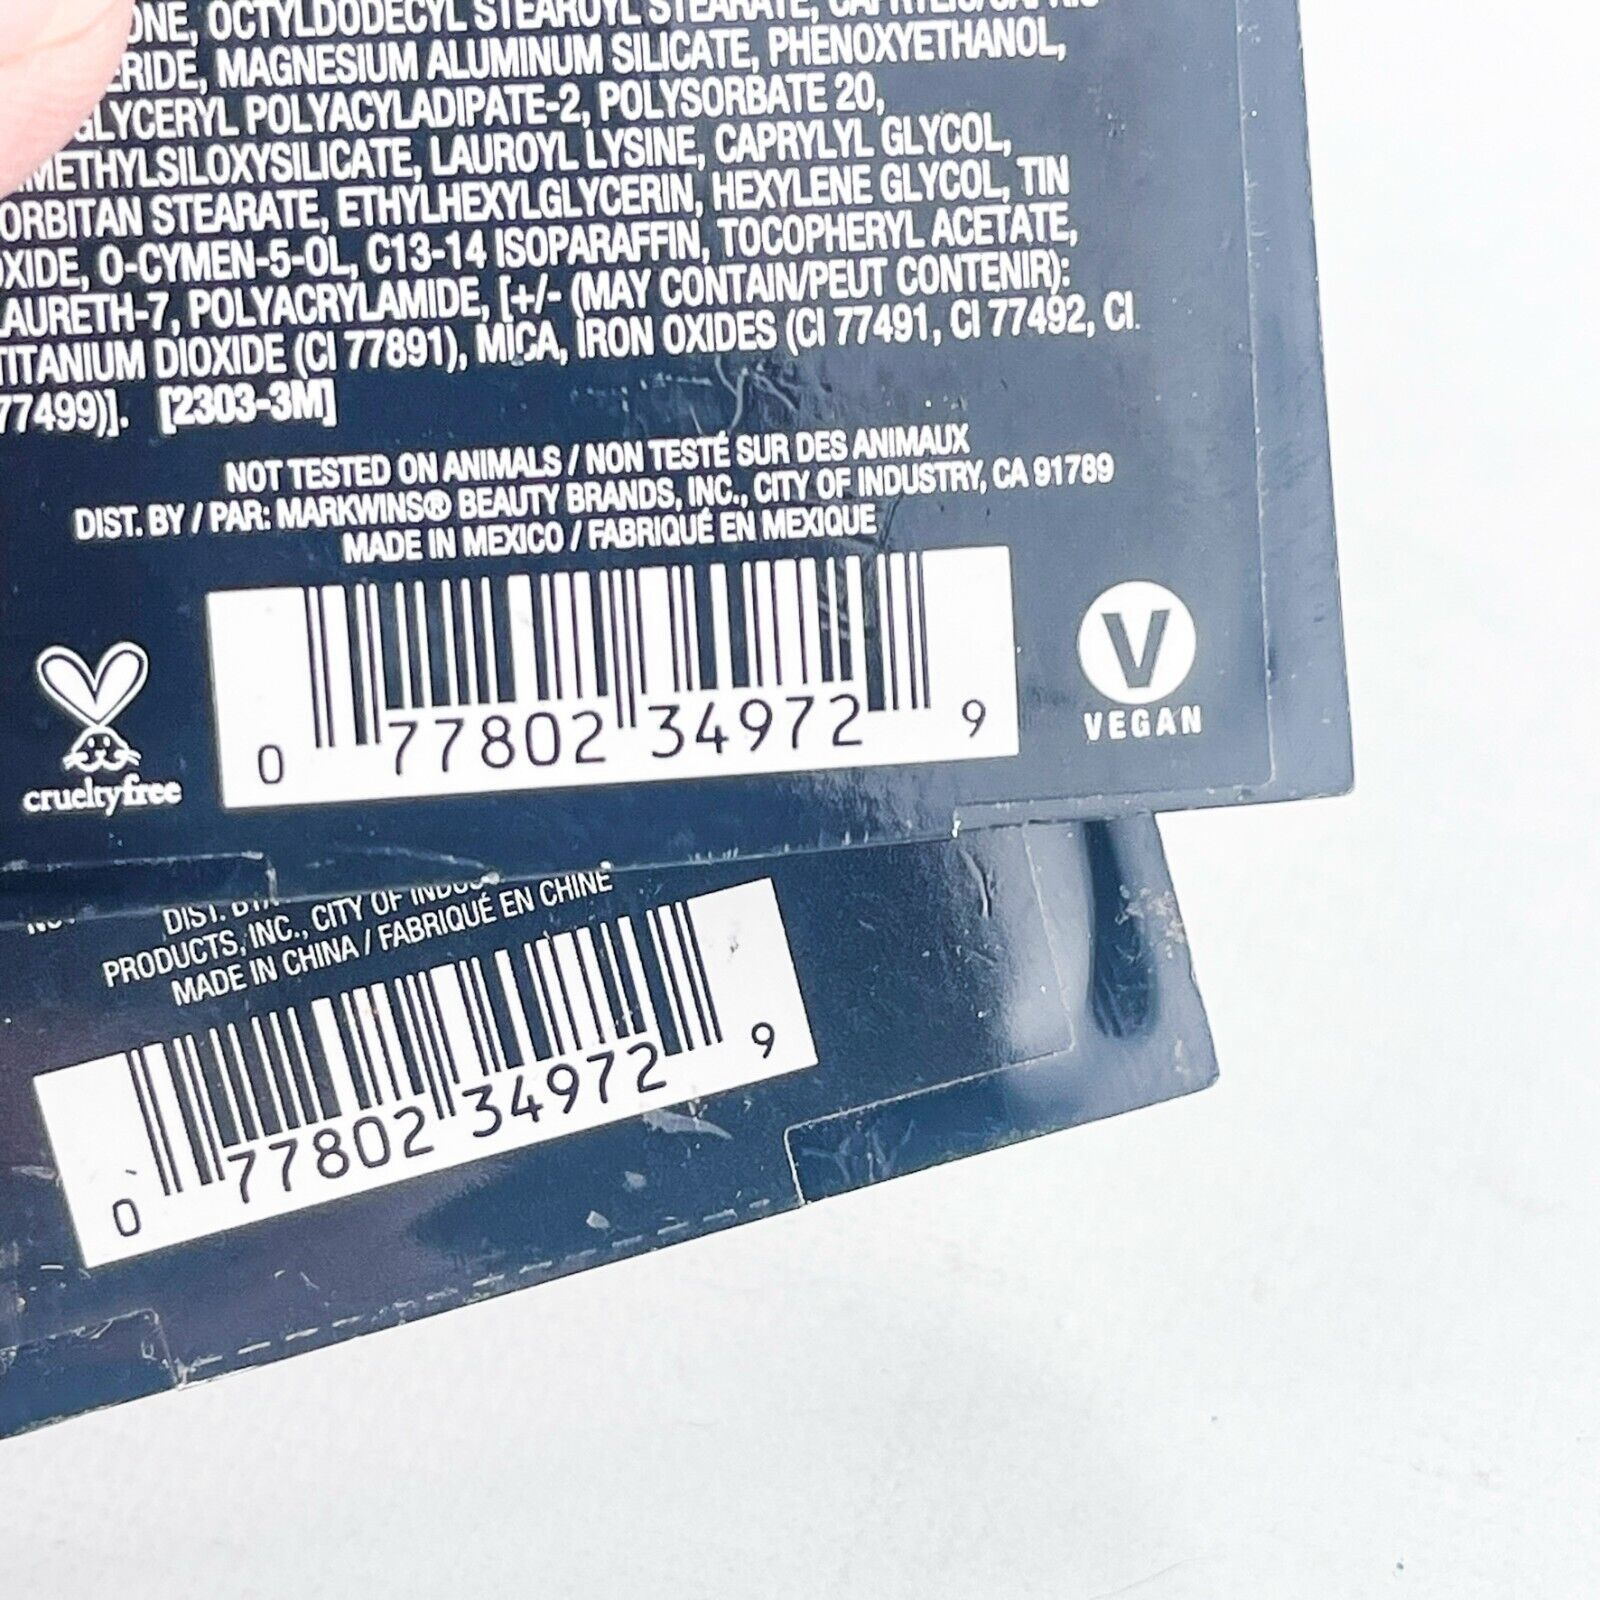 OCTYLDODECYL STEAROYL STEARATE,
MAGNESIUM ALUMINUM SILICATE, PHENOXYETHANOL,
GLYCERYL POLYACYLADIPATE-2, POLYSORBATE 20,
LAUROYL LYSINE, CAPRYLYL GLYCOL,
ORBITAN STEARATE, ETHYLHEXYLGLYCERIN, HEXYLENE GLYCOL, TIN
OXIDE, O-CYMEN-5-OL, C13-14 ISOPARAFFIN, TOCOPHERYL ACETATE,
LAURETH-7, POLYACRYLAMIDE, [+/- (MAY CONTAIN/PEUT CONTENIR):
TITANIUM DIOXIDE (CI 77891), MICA, IRON OXIDES (CI 77491, CI 77492, CI
77499)]. [2303-3M]
NOT TESTED ON ANIMALS / NON TESTÉ SUR DES ANIMAUX
DIST. BY / PAR: MARKWINS® BEAUTY BRANDS, INC., CITY OF INDUSTRY, CA 91789
MADE IN MEXICO / FABRIQUÉ EN MEXIQUE
0 77802 34972 9
crueltyfree
V
VEGAN
DIST.
PRODUCTS, INC., CITY OF
MADE IN CHINA / FABRIQUÉ EN CHINE
0 77802 34972 9